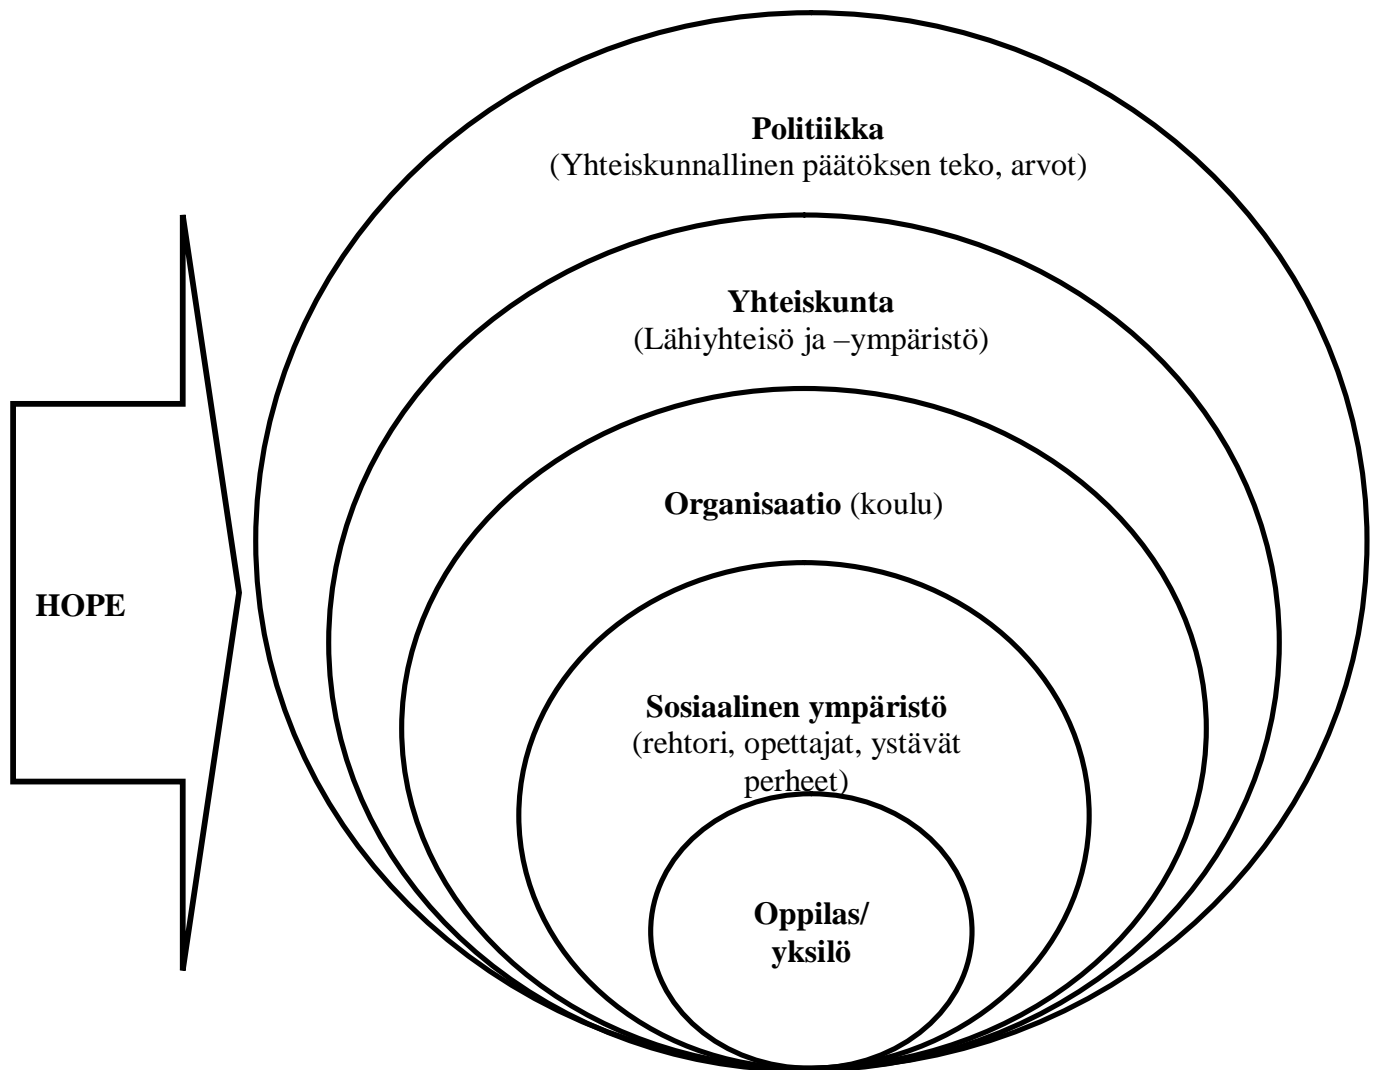 Politiikka
(Yhteiskunnallinen päätöksen teko, arvot)
Yhteiskunta
(Lähiyhteisö ja –ympäristö)
Organisaatio (koulu)
HOPE
Sosiaalinen ympäristö
(rehtori, opettajat, ystävät
perheet)
Oppilas/
yksilö